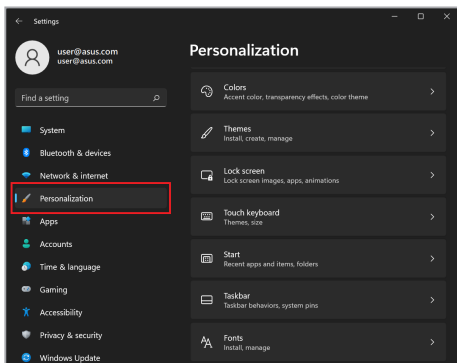 Settings
user@asus.com
user@asus.com
Find a setting
System
Bluetooth & devices
Network & internet
Personalization
Apps
Accounts
Time & language
Gaming
Accessibility
Privacy & security
Windows Update
Personalization
Colors
Accent color, transparency effects, color theme
Themes
Install, create, manage
Lock screen
Lock screen images, apps, animations
Touch keyboard
Themes, size
Start
Recent apps and items, folders
Taskbar
Taskbar behaviors, system pins
Fonts
Install, manage